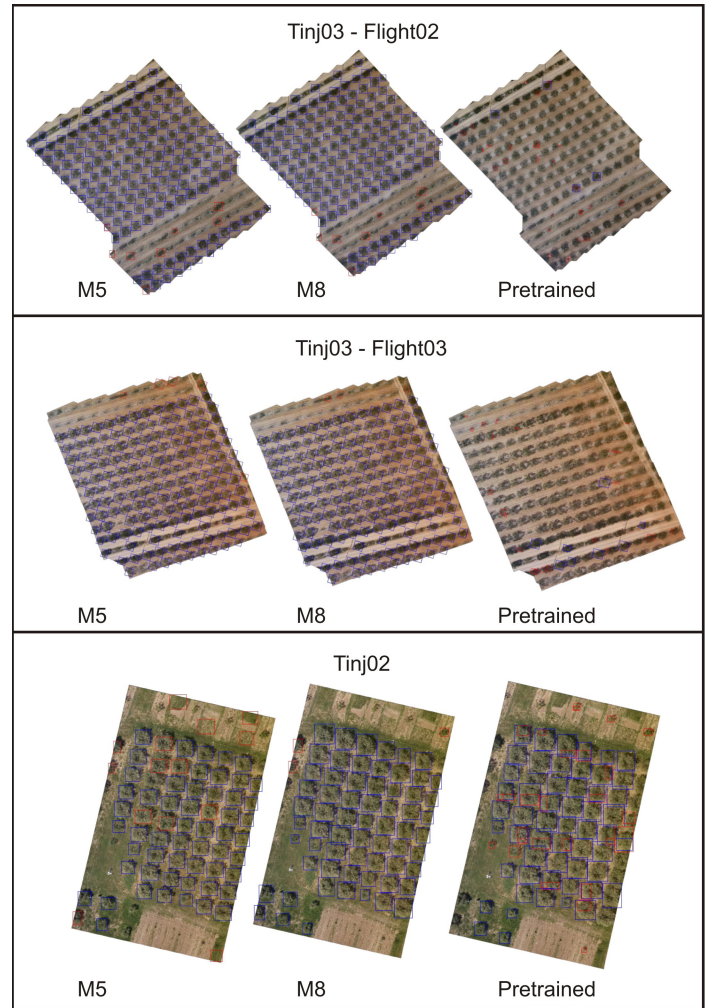 Tinj03 - Flight02
M5 M8 Pretrained
Tinj03 - Flight03
M5 M8 Pretrained
Tinj02
M5 M8 Pretrained